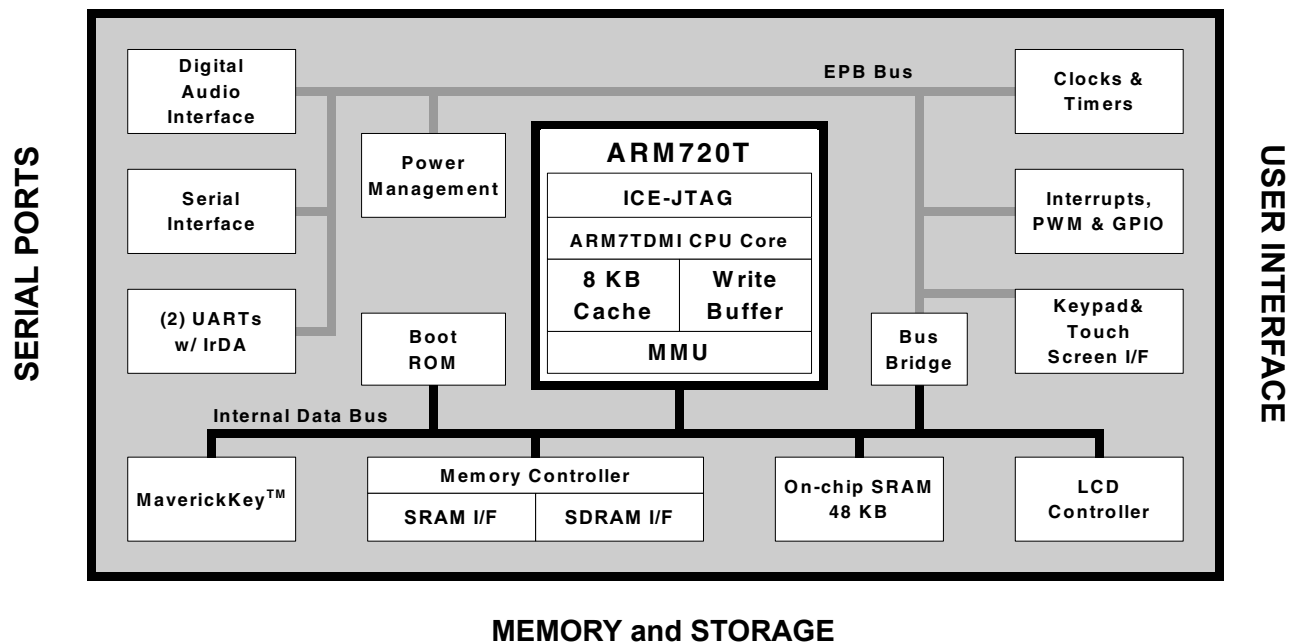 SERIAL PORTS
Digital
Audio
Interface
Serial
Interface
(2) UARTs
w/ IrDA
EPB Bus
Power
Management
ARM720T
ICE-JTAG
ARM7TDMI CPU Core
8 KB
Cache
Write
Buffer
MMU
Boot
ROM
Bus
Bridge
Clocks &
Timers
Interrupts,
PWM & GPIO
Keypad&
Touch
Screen I/F
USER INTERFACE
Internal Data Bus
MaverickKey™
Memory Controller
SRAM I/F
SDRAM I/F
On-chip SRAM
48 KB
LCD
Controller
MEMORY and STORAGE